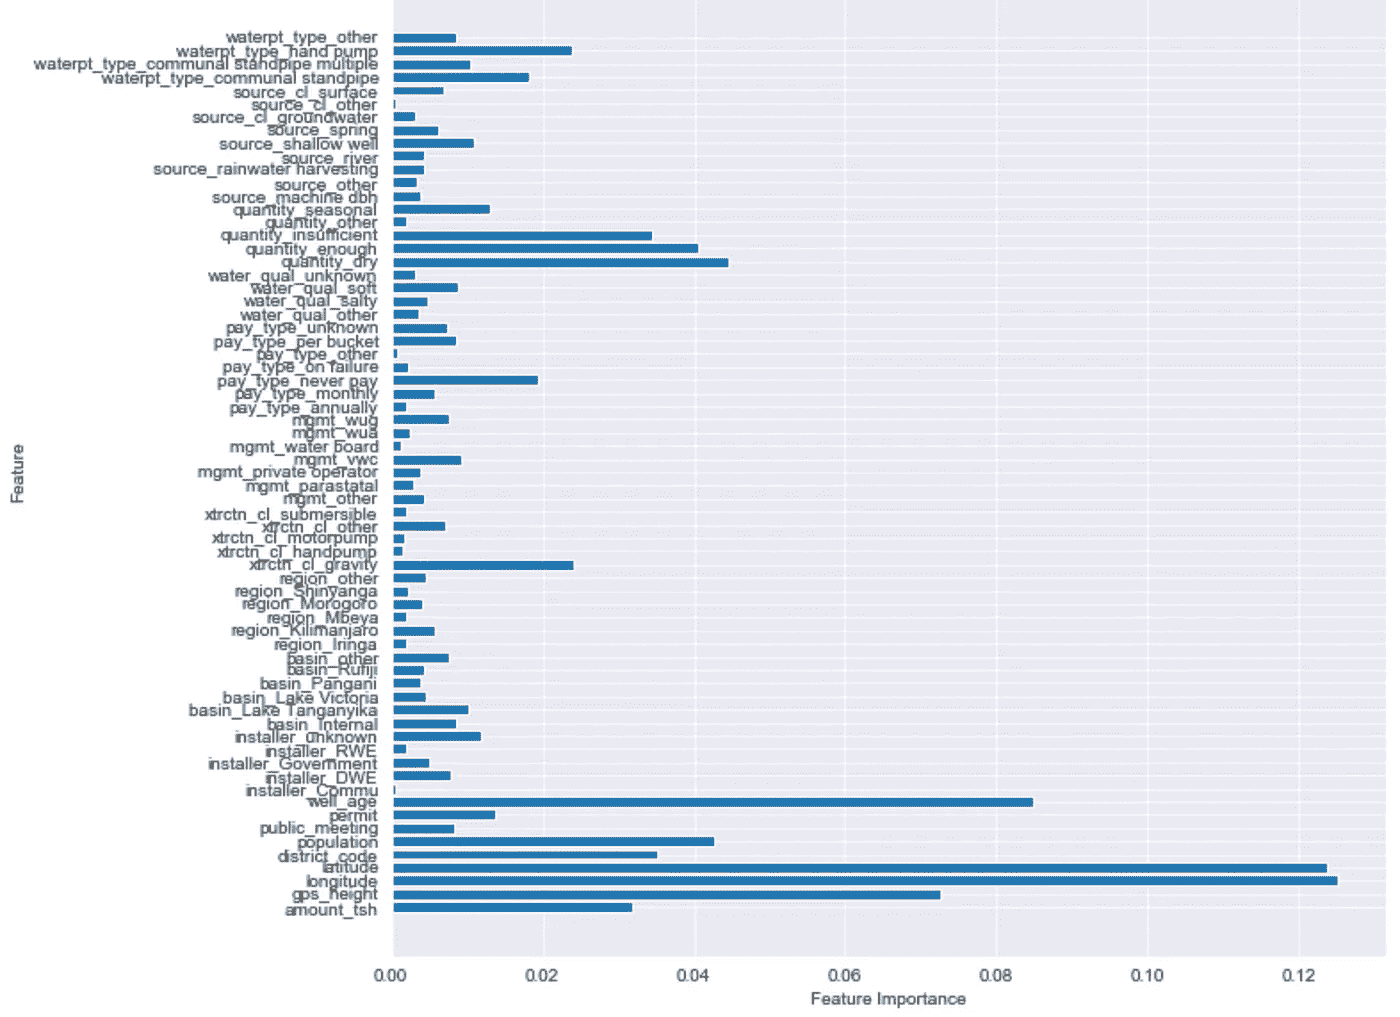 waterpt_type_other
waterpt_type_hand pump
waterpt_type_communal standpipe multiple
waterpt_type_communal standpipe
source_cl_surface
source_cl_other
source_cl_groundwater
source_spring
source_shallow well
source_river
source_rainwater harvesting
source_other
source_machine dbh
quantity_seasonal
quantity_other
quantity_insufficient
quantity_enough
quantity_dry
water_qual_unknown
water_qual_soft
water_qual_salty
water_qual_other
pay_type_unknown
pay_type_per bucket
pay_type_other
pay_type_on failure
pay_type_never pay
pay_type_monthly
pay_type_annually
mgmt_wug
mgmt_wua
mgmt_water board
mgmt_vwc
mgmt_private operator
mgmt_parastatal
mgmt_other
xtrctn_cl_submersible
xtrctn_cl_other
xtrctn_cl_motorpump
xtrctn_cl_handpump
xtrctn_cl_gravity
region_other
region_Shinyanga
region_Morogoro
region_Mbeya
region_Kilimanjaro
region_Iringa
basin_other
basin_Rufiji
basin_Pangani
basin_Lake Victoria
basin_Lake Tanganyika
basin_Internal
installer_unknown
installer_RWE
installer_Government
installer_DWE
installer_Commu
well_age
permit
public_meeting
population
district_code
latitude
longitude
gps_height
amount_tsh
Feature
0.00 0.02 0.04 0.06 0.08 0.10 0.12
Feature Importance